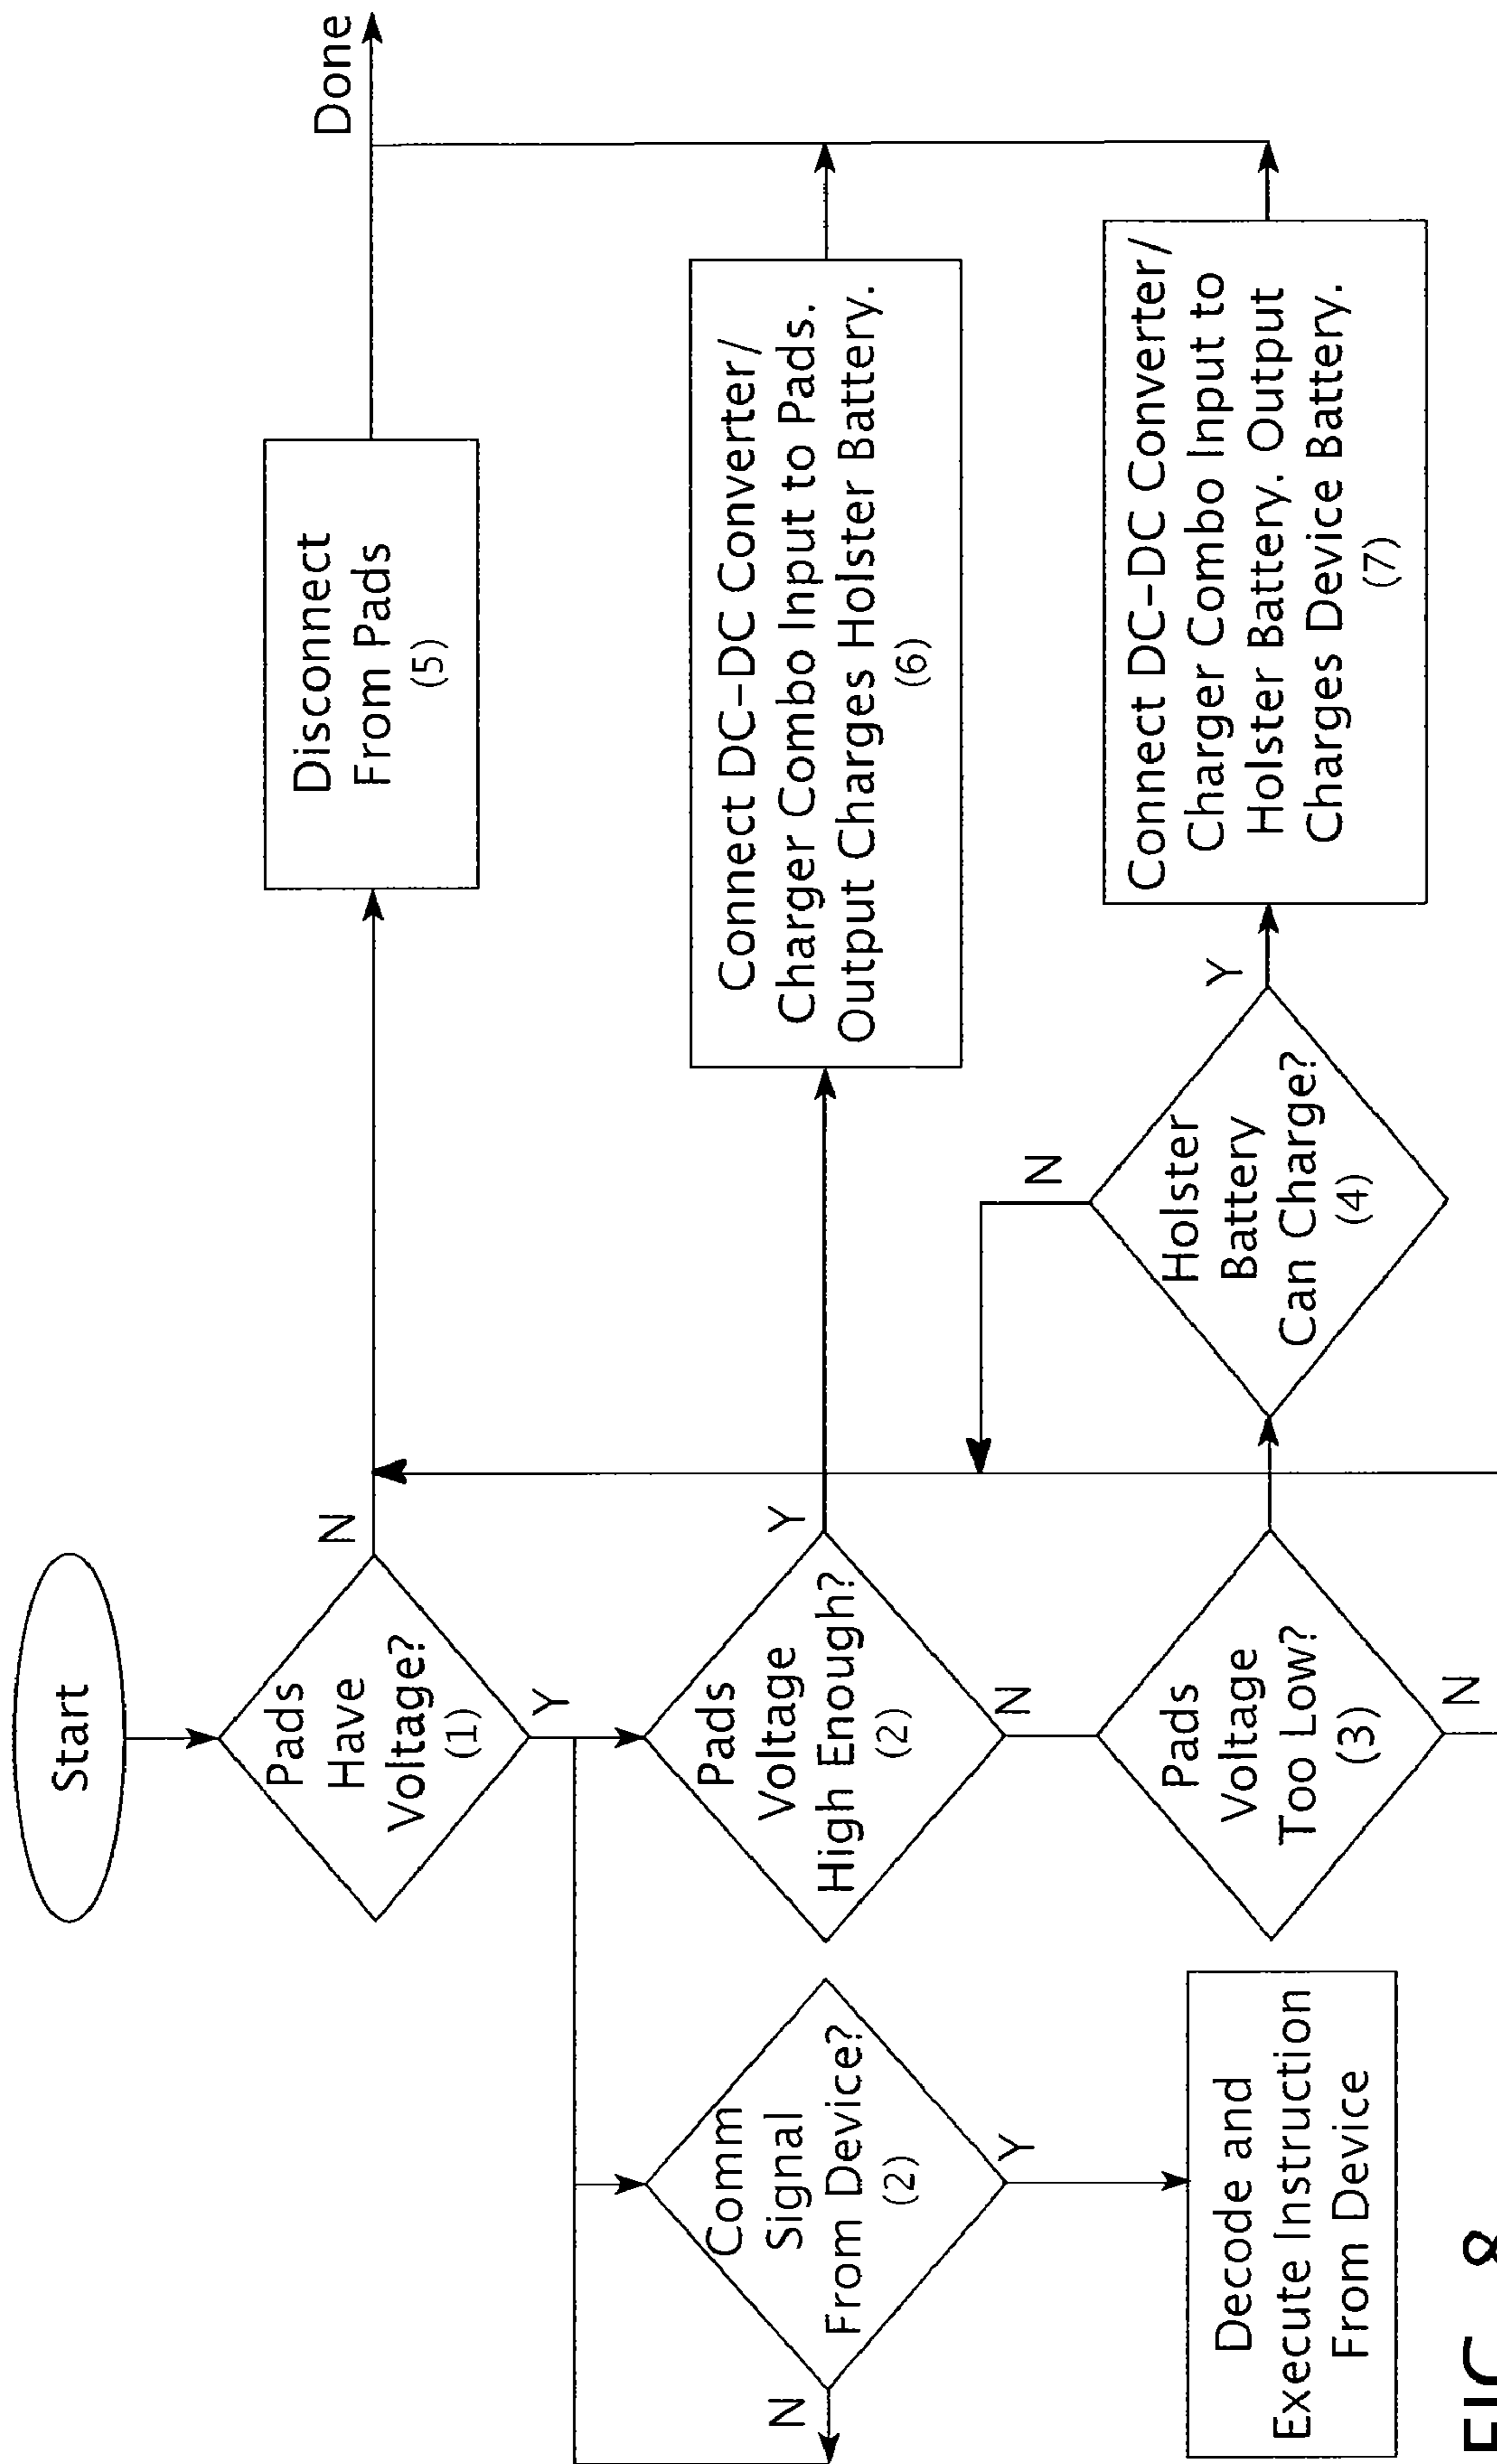 Start
Pads
Have
Voltage?
(1)
N
Y
Disconnect
From Pads
(5)
Done
Comm
Signal
From Device?
(2)
N
Y
Decode and
Execute Instruction
From Device
Pads
Voltage
High Enough?
(2)
Y
N
Connect DC-DC Converter/
Charger Combo Input to Pads.
Output Charges Holster Battery.
(6)
Pads
Voltage
Too Low?
(3)
N
Holster
Battery
Can Charge?
(4)
N
Y
Connect DC-DC Converter/
Charger Combo Input to
Holster Battery. Output
Charges Device Battery.
(7)
FIG. 8